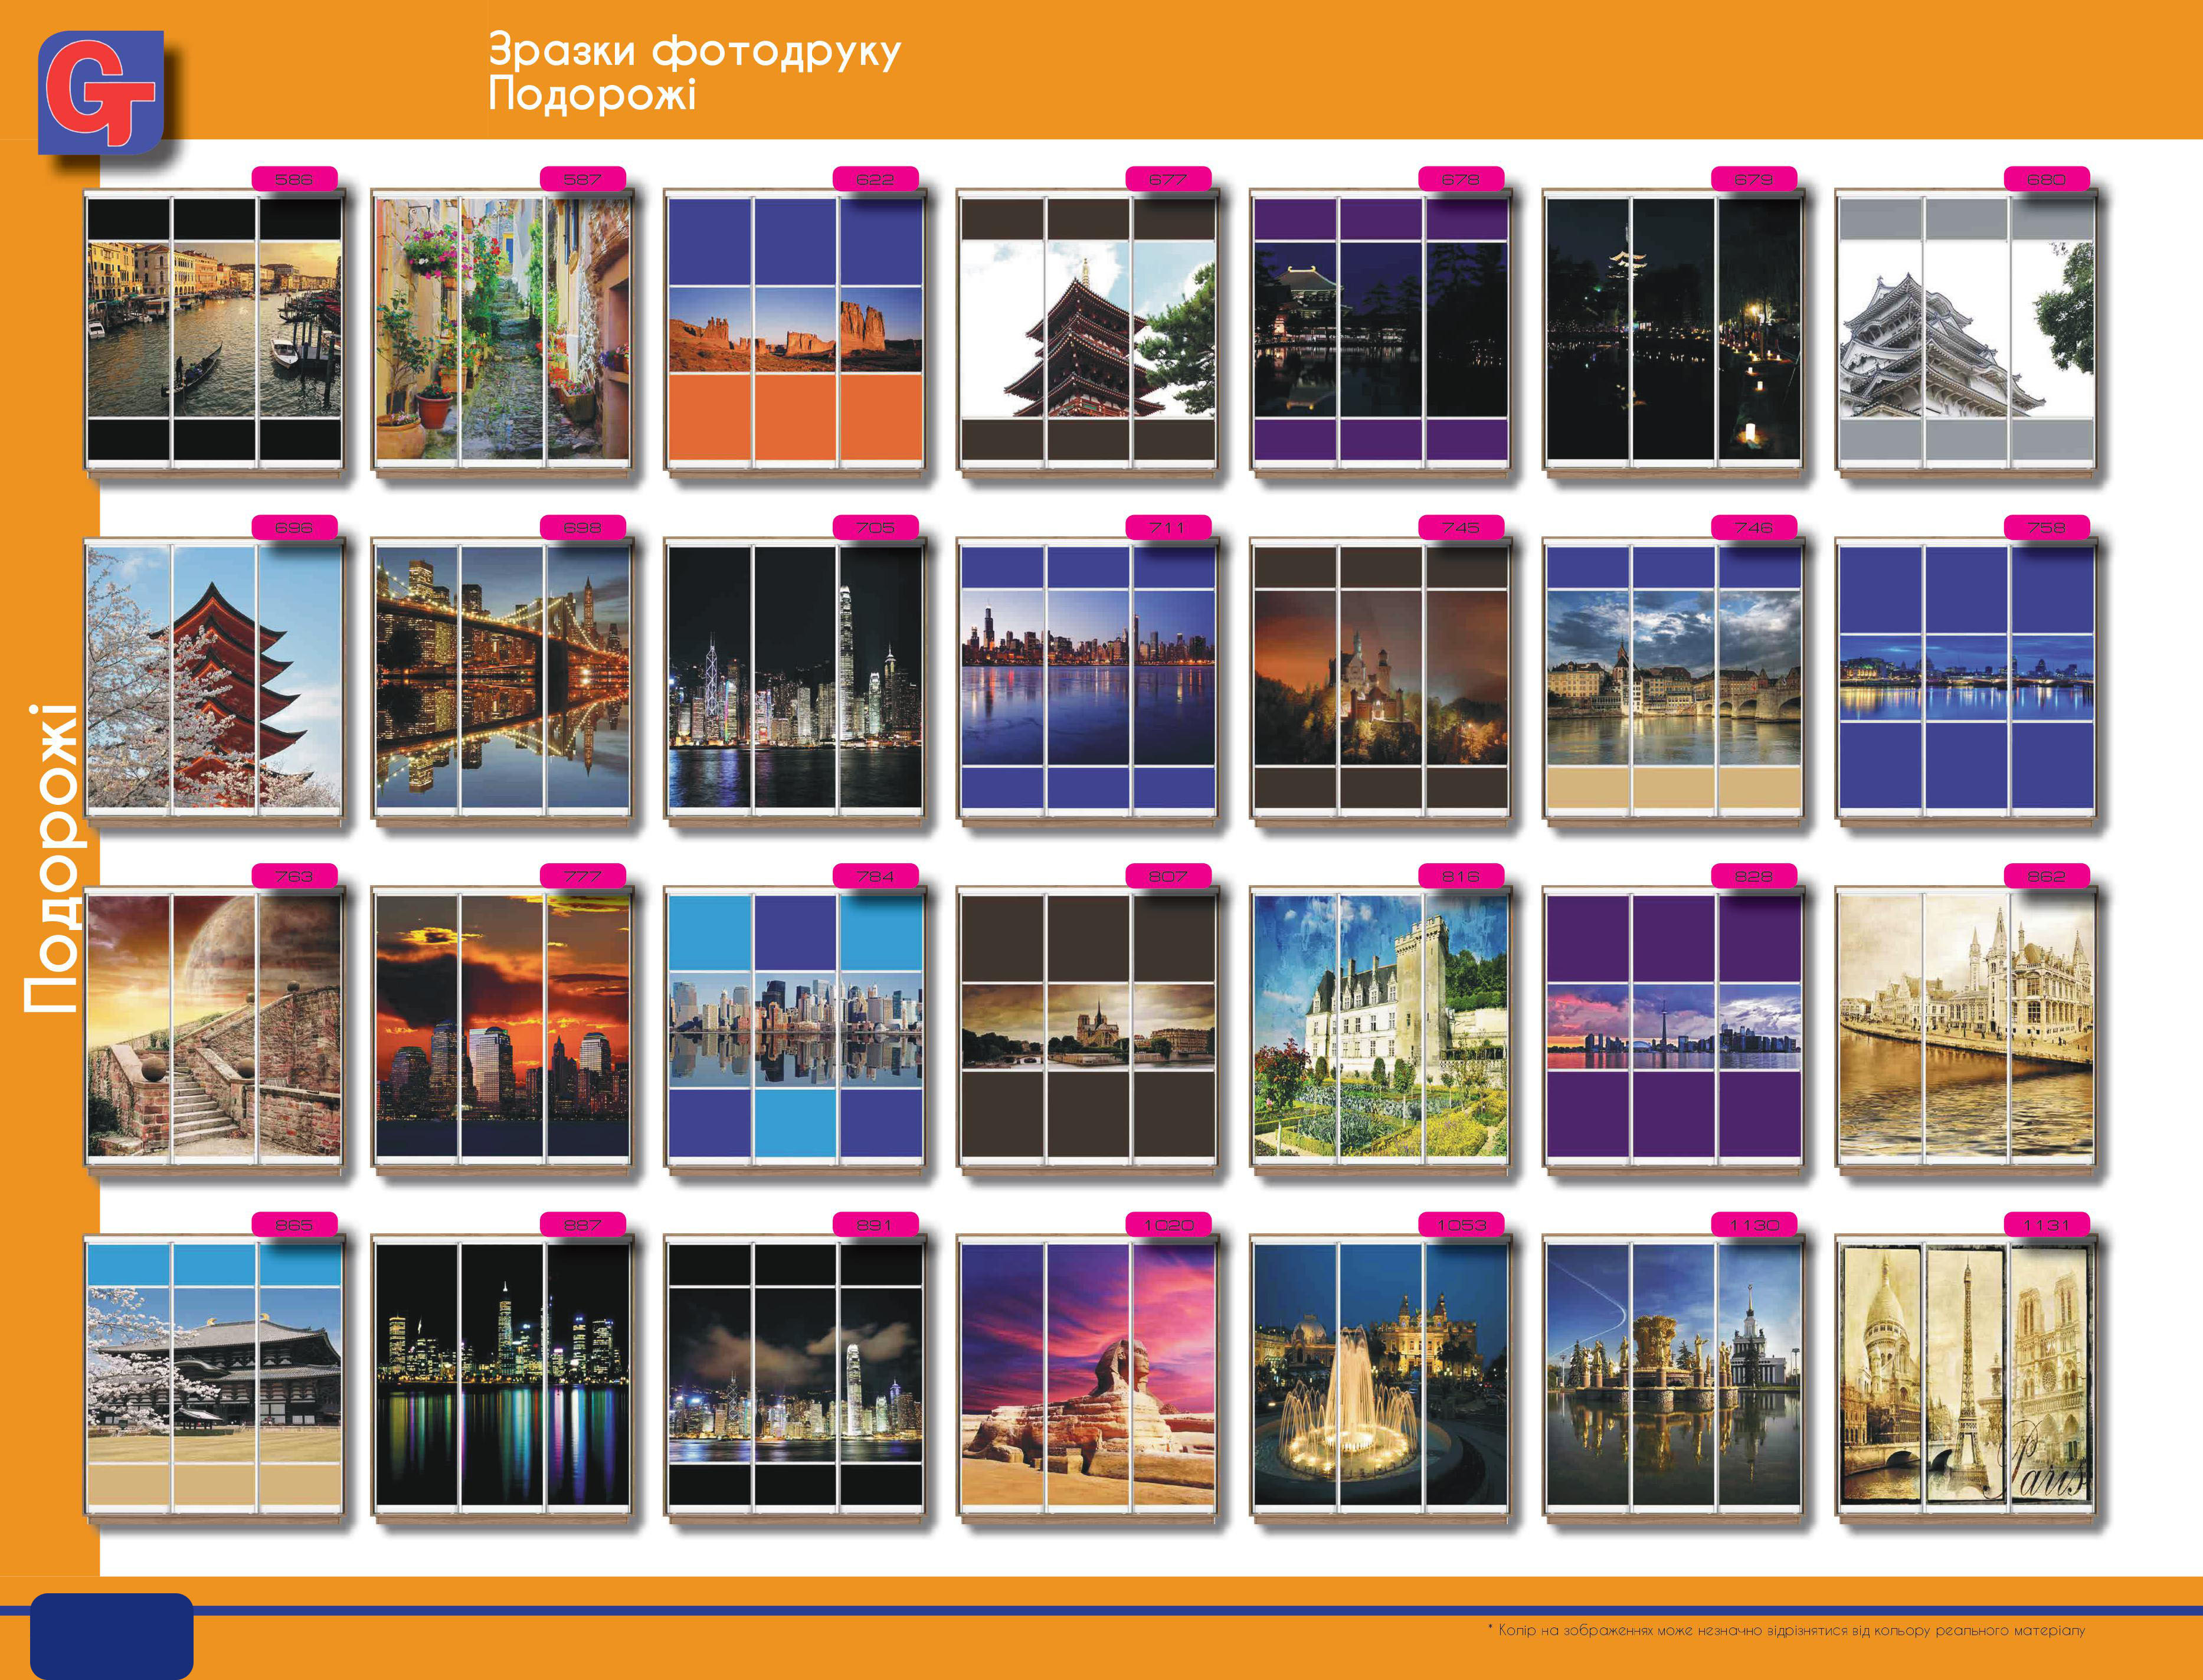 GT
Зразки фотодруку
Подорожі
586 587 622 677 678 679 680
696 698 705 711 745 746 758
Подорожі
763 777 784 807 816 828 862
865 887 891 1020 1053 1130 1131
Paris
* Колір на зображеннях може незначно відрізнятися від кольору реального матеріалу